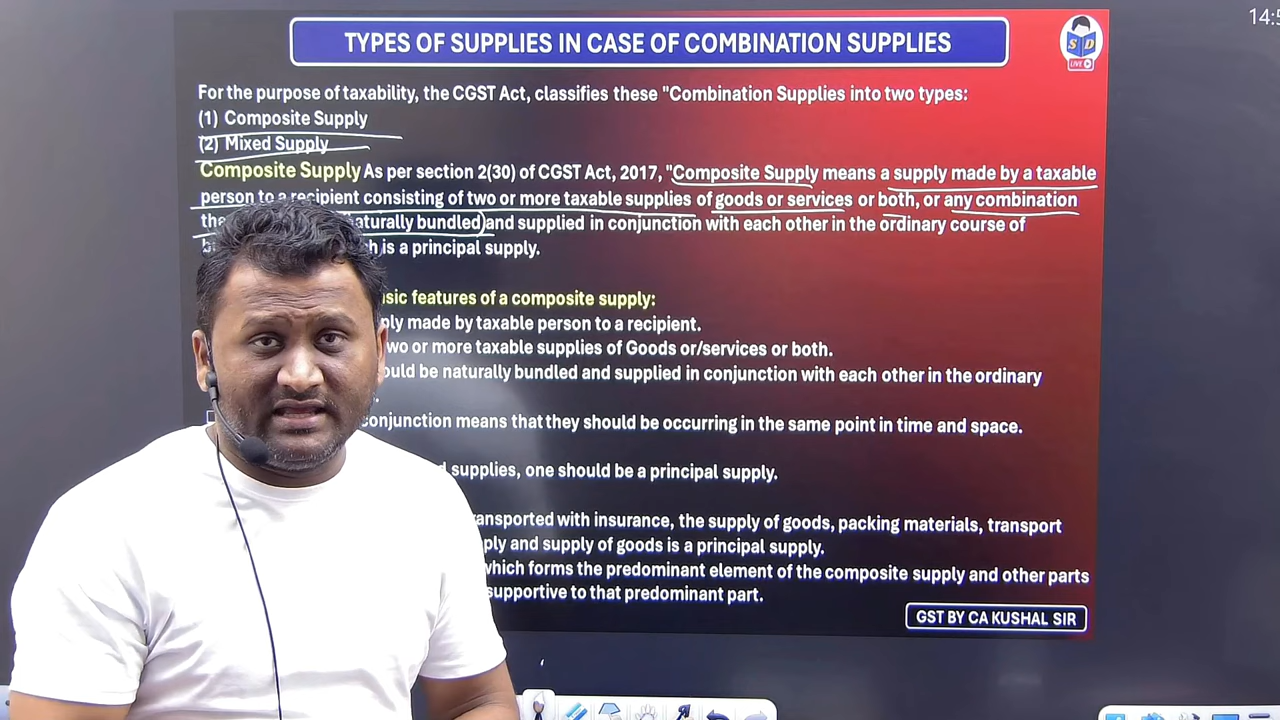 14:5
TYPES OF SUPPLIES IN CASE OF COMBINATION SUPPLIES
S D
LIVE
For the purpose of taxability, the CGST Act, classifies these "Combination Supplies into two types:
(1) Composite Supply
(2) Mixed Supply
Composite Supply As per section 2(30) of CGST Act, 2017, "Composite Supply means a supply made by a taxable
person to a recipient consisting of two or more taxable supplies of goods or services or both, or any combination
naturally bundled) and supplied in conjunction with each other in the ordinary course of
is a principal supply.
features of a composite supply:
made by taxable person to a recipient.
two or more taxable supplies of Goods or/services or both.
should be naturally bundled and supplied in conjunction with each other in the ordinary
conjunction means that they should be occurring in the same point in time and space.
supplies, one should be a principal supply.
transported with insurance, the supply of goods, packing materials, transport
supply and supply of goods is a principal supply.
which forms the predominant element of the composite supply and other parts
supportive to that predominant part.
GST BY CA KUSHAL SIR